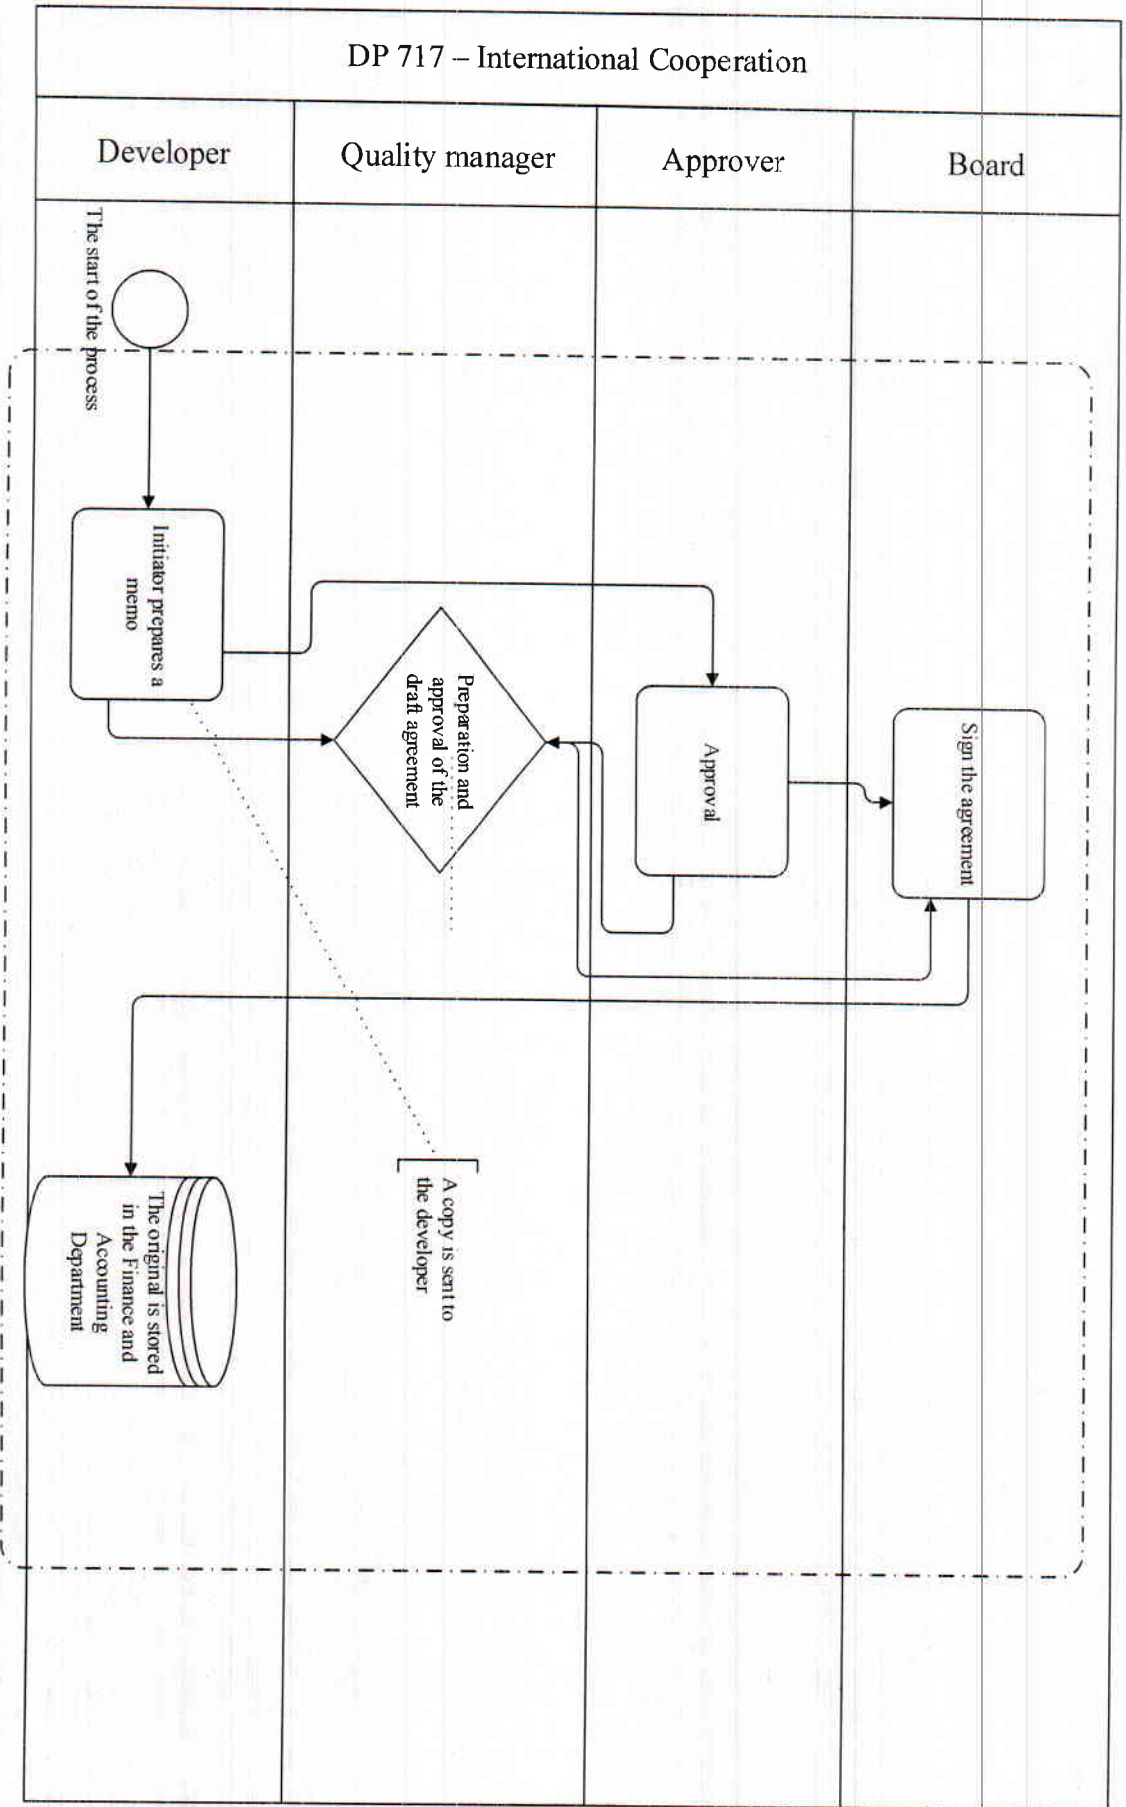 DP 717 – International Cooperation
Developer
Quality manager
Approver
Board
The start of the process
Initiator prepares a
memo
Preparation and
approval of the
draft agreement
Approval
Sign the agreement
A copy is sent to
the developer
The original is stored
in the Finance and
Accounting
Department